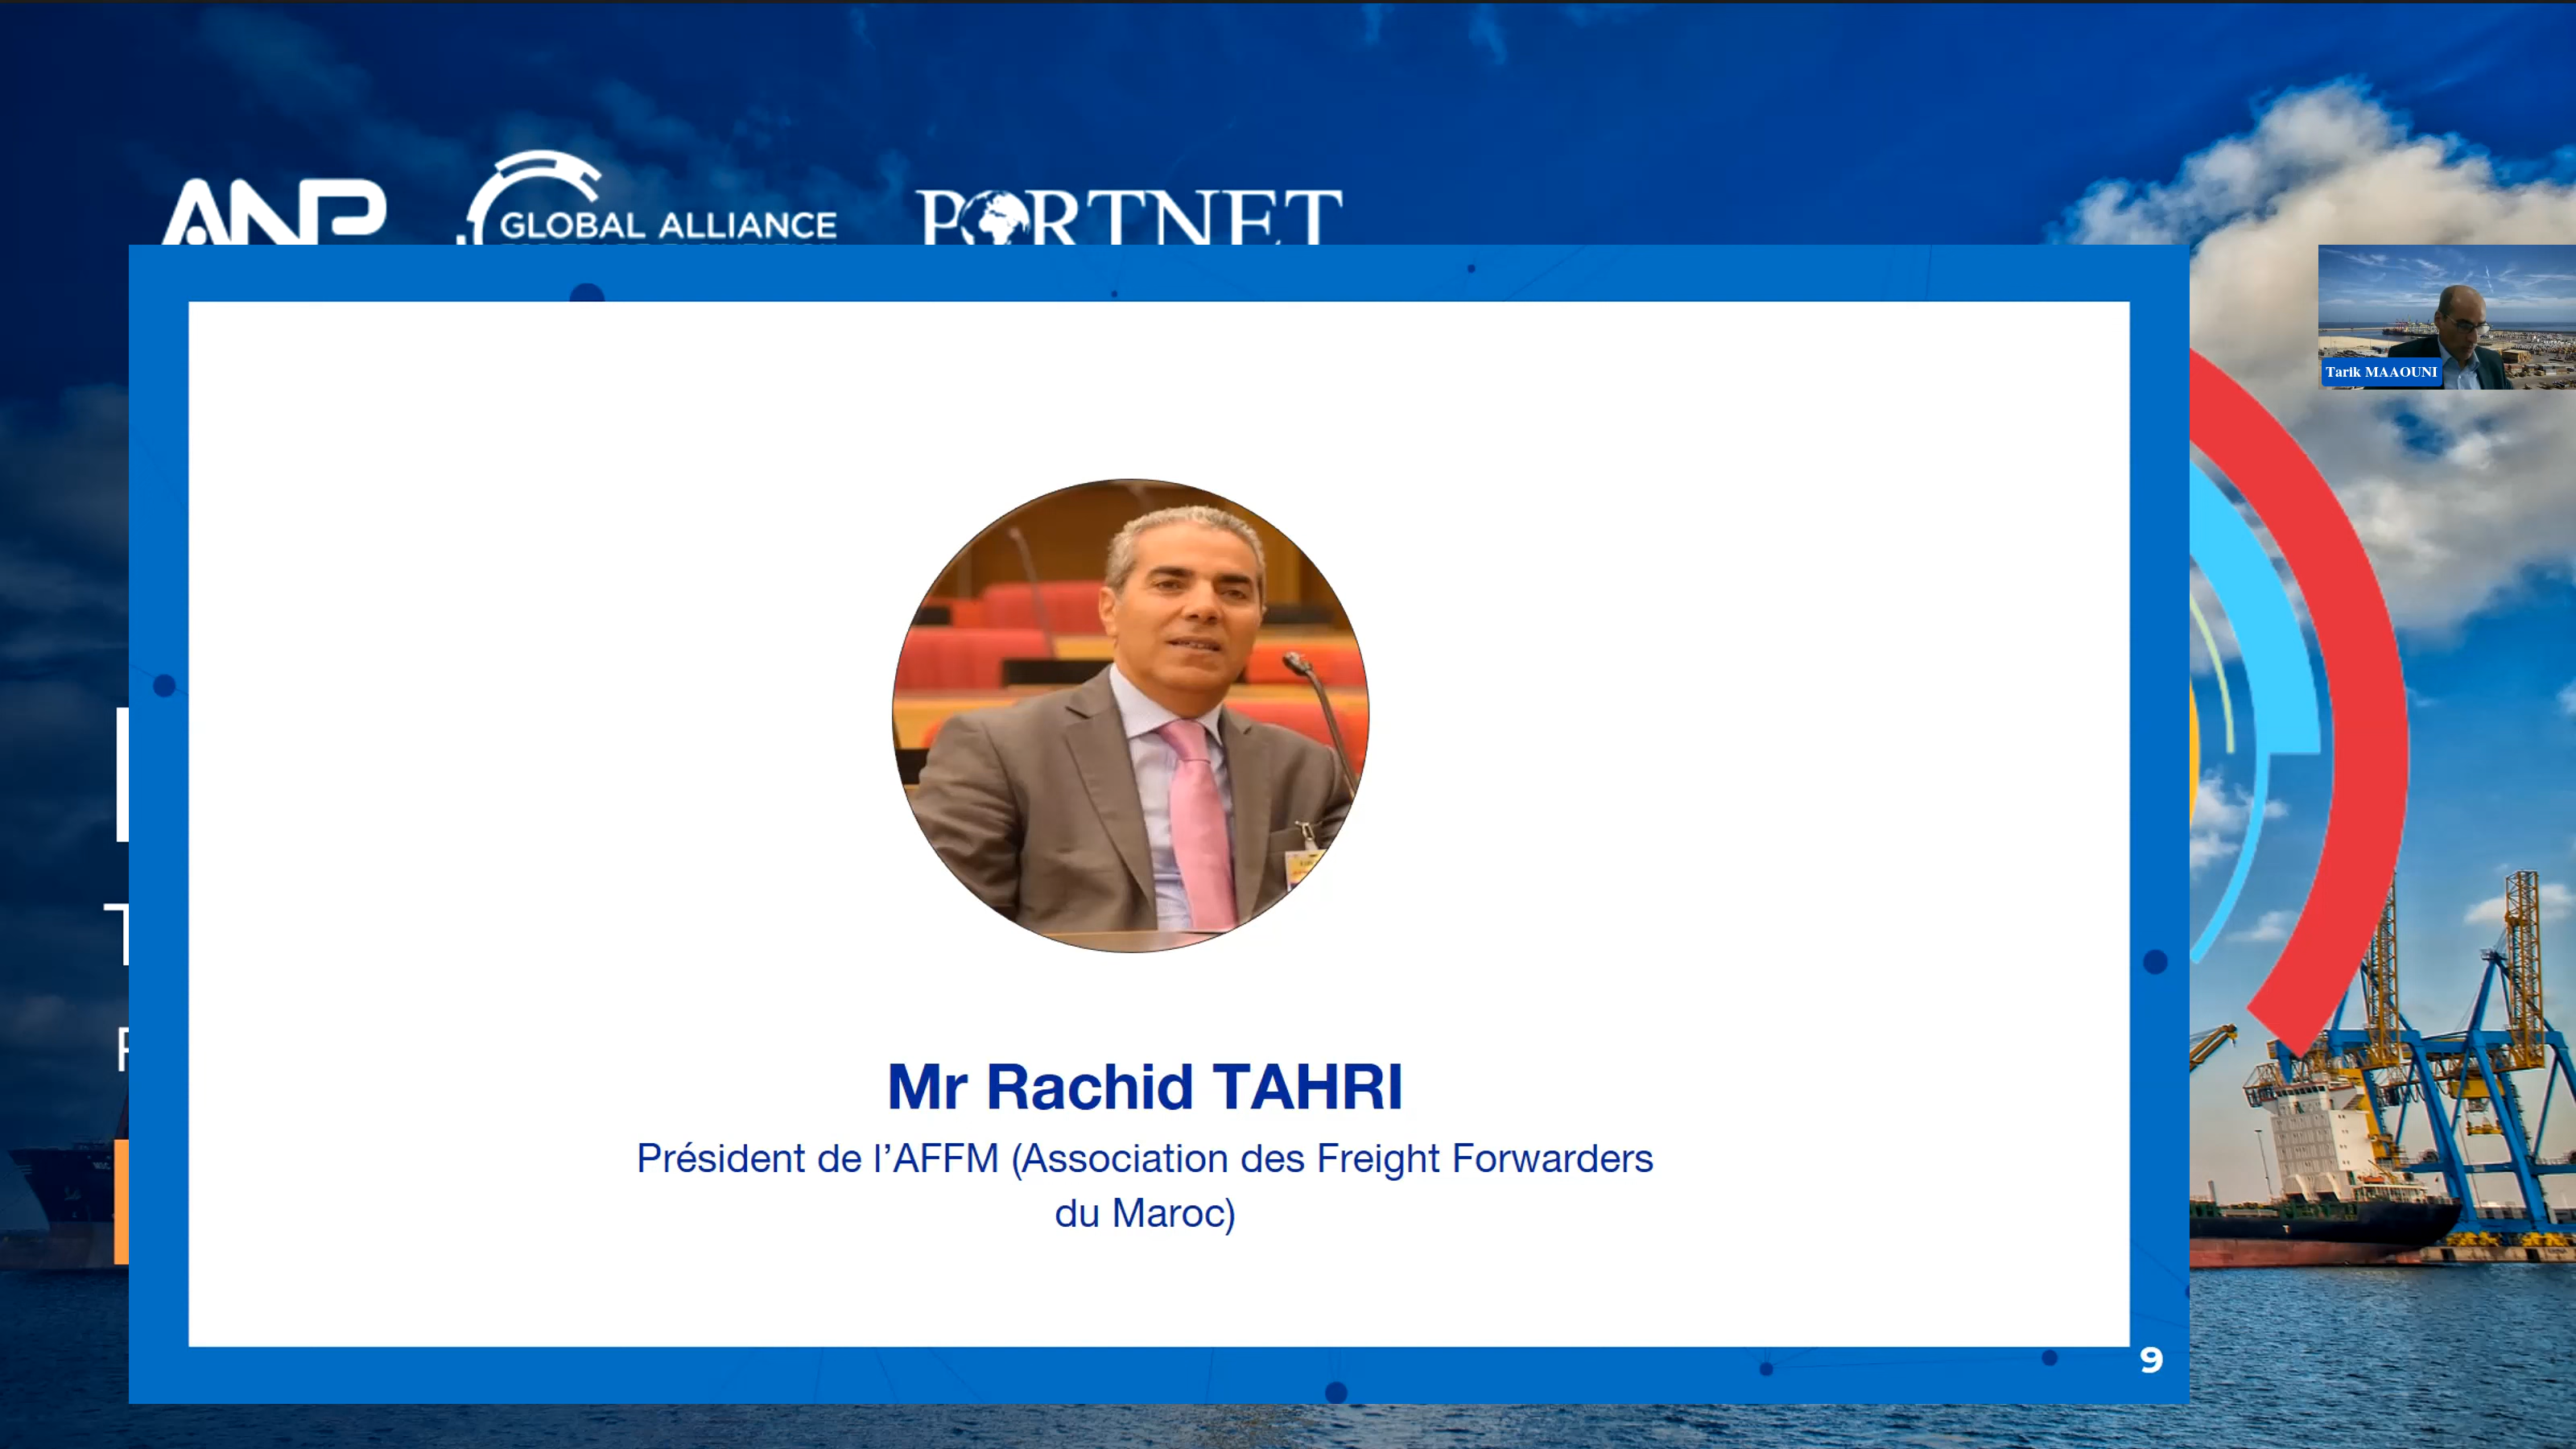 ANP
GLOBAL ALLIANCE
PORTNET
Tarik MAAOUNI
Mr Rachid TAHRI
Président de l’AFFM (Association des Freight Forwarders
du Maroc)
9